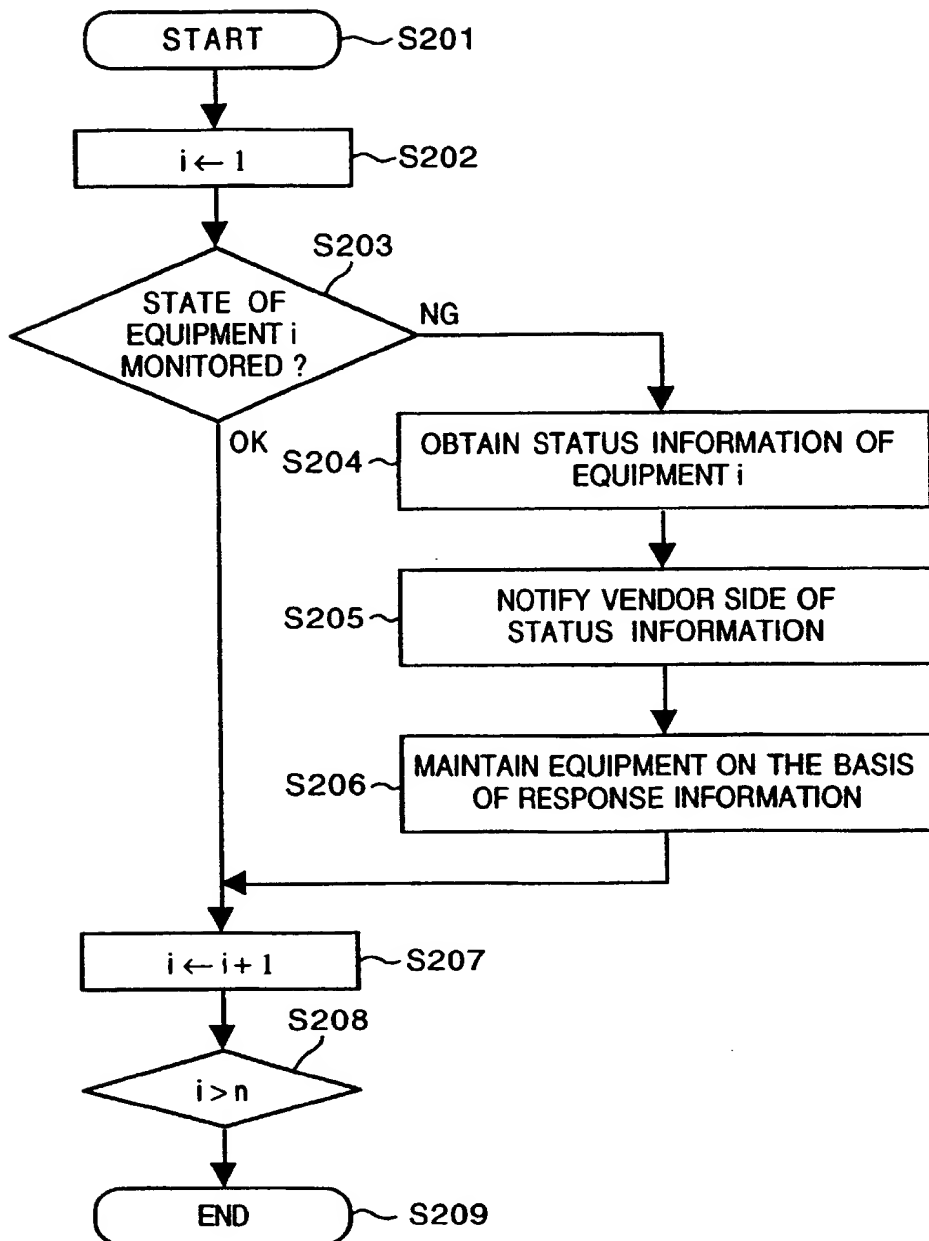 START
S201
i ← 1
S202
S203
STATE OF
EQUIPMENT i
MONITORED ?
NG
OK
S204
OBTAIN STATUS INFORMATION OF
EQUIPMENT i
S205
NOTIFY VENDOR SIDE OF
STATUS INFORMATION
S206
MAINTAIN EQUIPMENT ON THE BASIS
OF RESPONSE INFORMATION
i ← i + 1
S207
S208
i > n
END
S209